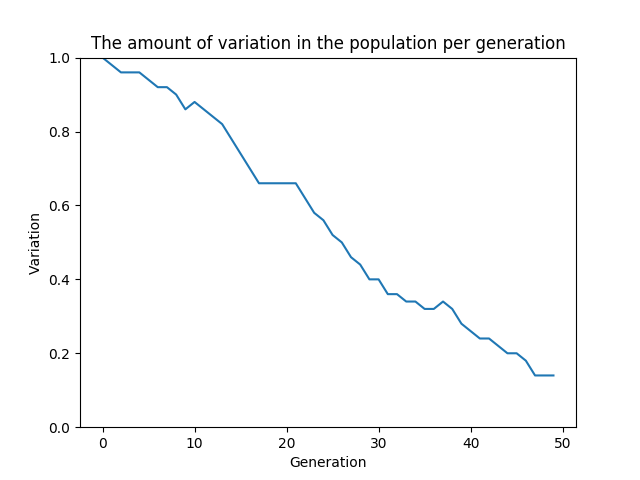 The amount of variation in the population per generation
1.0
0.8
0.6
0.4
0.2
0.0
Variation
0 10 20 30 40 50
Generation